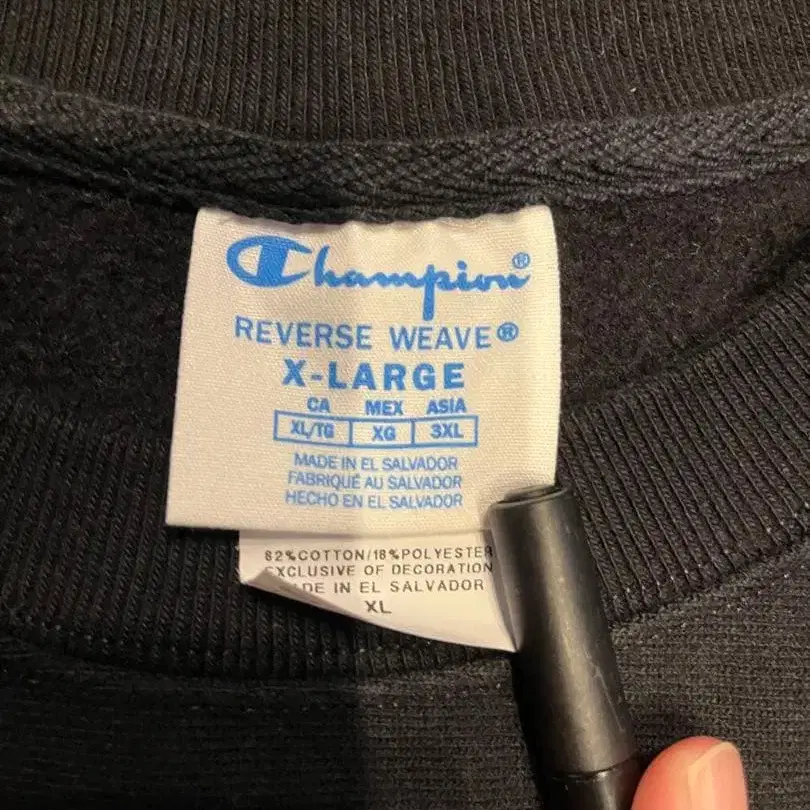 Champion®
REVERSE WEAVE®
X-LARGE
CA MEX ASIA
XL/TG XG 3XL
MADE IN EL SALVADOR
FABRIQUÉ AU SALVADOR
HECHO EN EL SALVADOR
82%COTTON/18%POLYESTER
EXCLUSIVE OF DECORATION
IN EL SALVADOR
XL